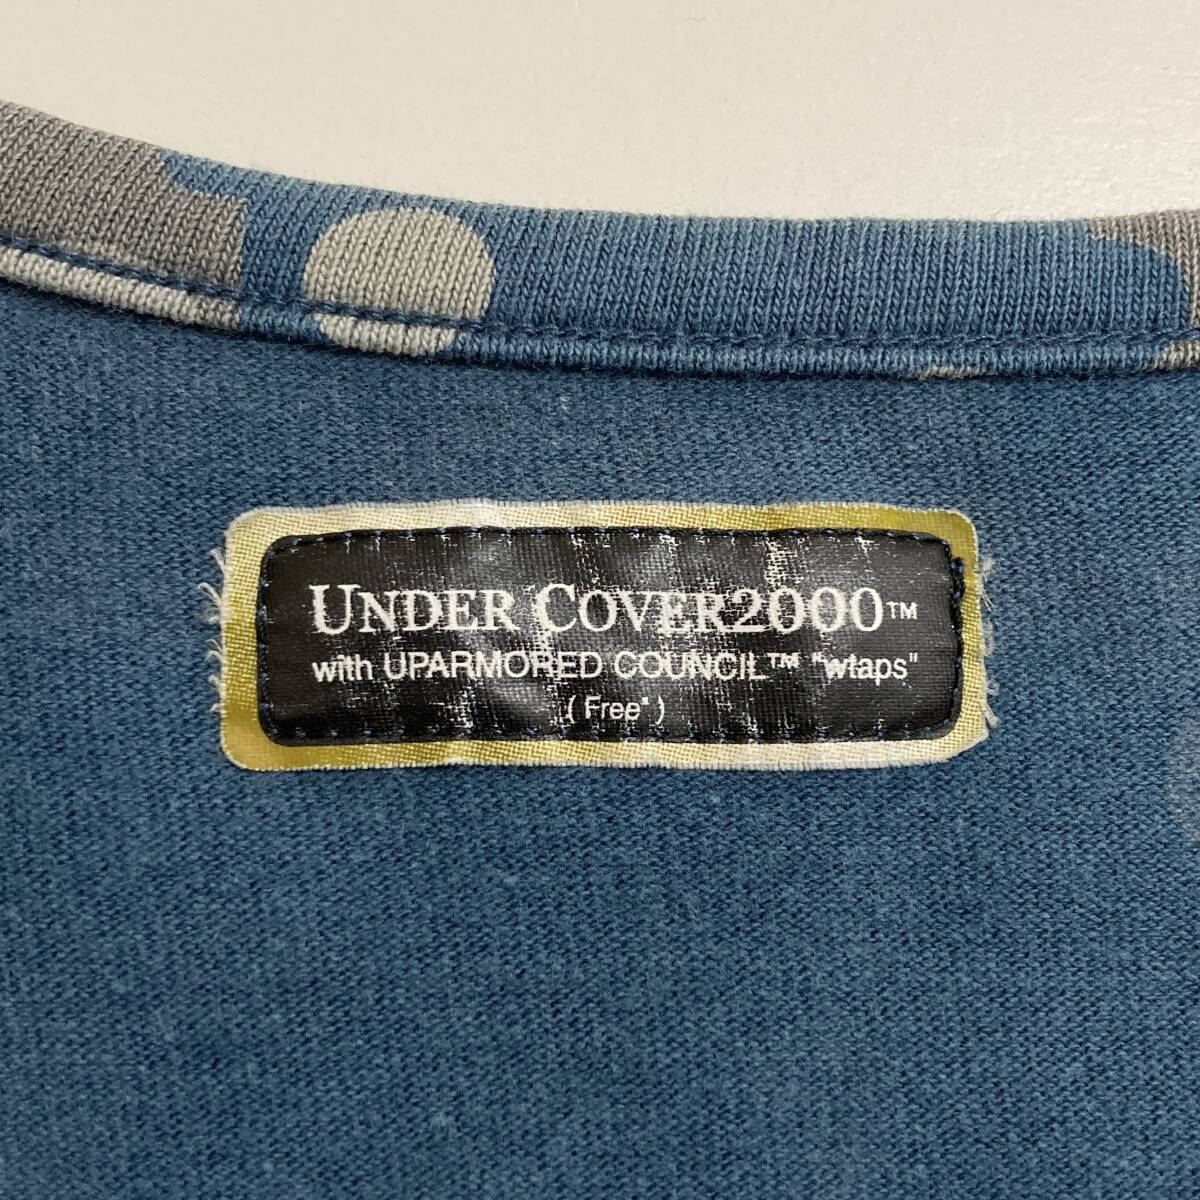 UNDER COVER2000™
with UPARMORED COUNCIL™ "wtaps"
( Free" )